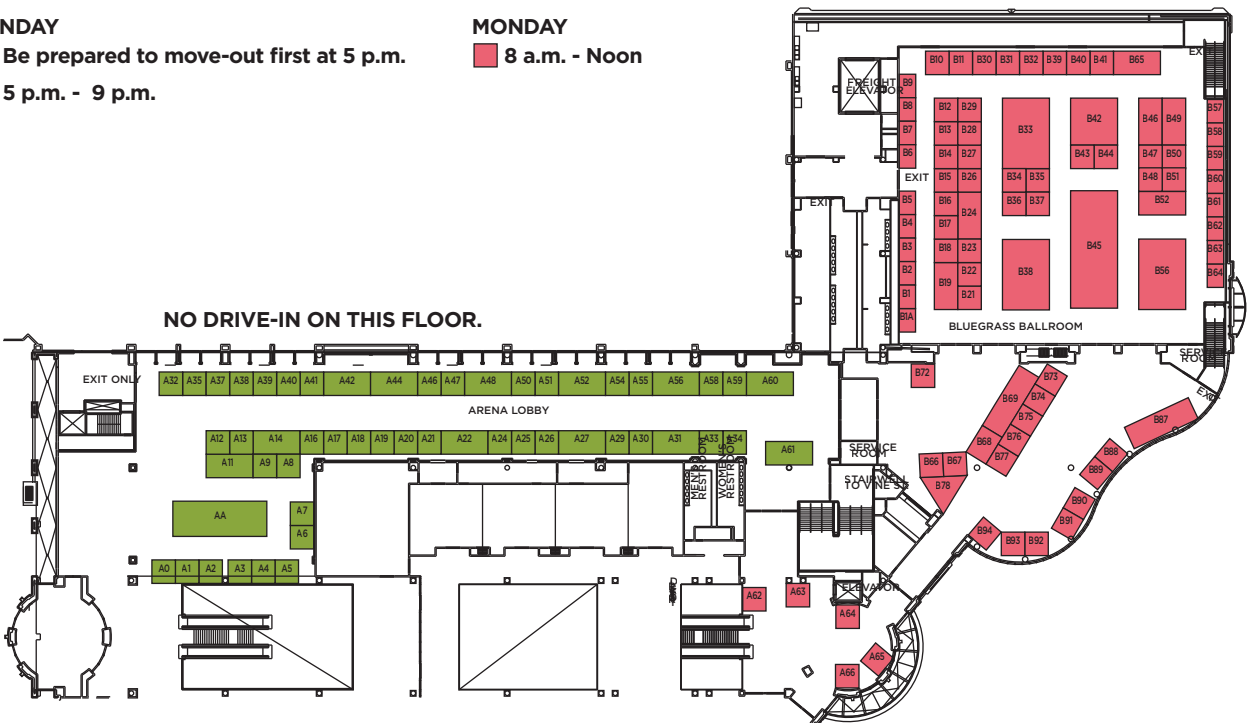 NDAY
Be prepared to move-out first at 5 p.m.
5 p.m. - 9 p.m.
MONDAY
8 a.m. - Noon
NO DRIVE-IN ON THIS FLOOR.
B10 B11 B30 B31 B32 B39 B40 B41 B65
EX
FREIGHT
ELEVATOR
B9
B8
B7
B6
EXIT
EXIT
B5
B4
B3
B2
B1
B1A
B12 B29
B13 B28
B14 B27
B15 B26
B16
B24
B17
B18 B23
B22
B19
B21
B33
B34 B35
B36 B37
B38
B42
B43 B44
B45
B46 B49
B47 B50
B48 B51
B52
B56
B57
B58
B59
B60
B61
B62
B63
B64
BLUEGRASS BALLROOM
EXIT ONLY
A32 A35 A37 A38 A39 A40 A41 A42 A44 A46 A47 A48 A50 A51 A52 A54 A55 A56 A58 A59 A60
ARENA LOBBY
A12 A13 A14 A16 A17 A18 A19 A20 A21 A22 A24 A25 A26 A27 A29 A30 A31 A33 A34
A11 A9 A8
A61
AA
A7
A6
A0 A1 A2 A3 A4 A5
MEN'S
RESTROOM
WOMEN'S
RESTROOM
SERVICE
ROOM
STAIRWELL
TO VINE ST.
ELEVATOR
A62
A63
A64
A65
A66
SERVICE
ROOM
B72
B73
B69
B74
B75
B76
B68
B77
B66 B67
B78
B87
B88
B89
B90
B91
B92
B93
B94